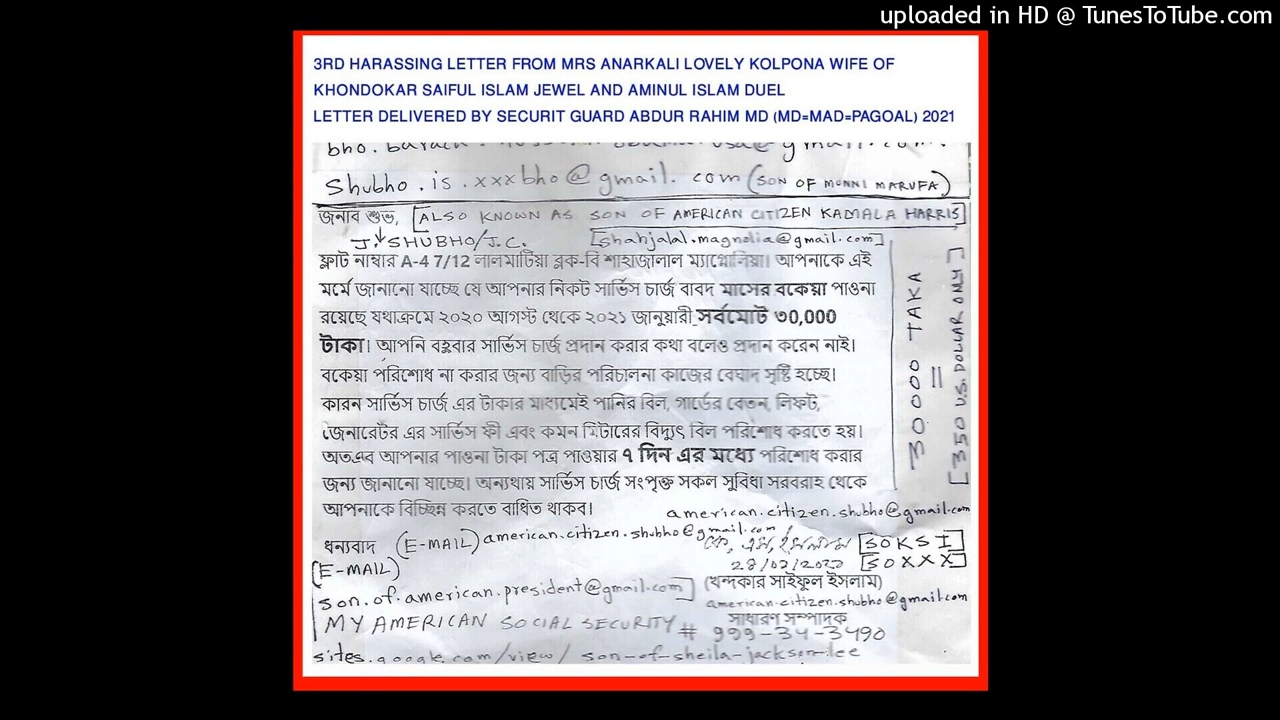 uploaded in HD @ TunesToTube.com
3RD HARASSING LETTER FROM MRS ANARKALI LOVELY KOLPONA WIFE OF
KHONDOKAR SAIFUL ISLAM JEWEL AND AMINUL ISLAM DUEL
LETTER DELIVERED BY SECURIT GUARD ABDUR RAHIM MD (MD=MAD=PAGOAL) 2021
shubho.is.xxxbho@gmail.com (SON OF MONNI MARUFA)
জনাব শুভ, [ALSO KNOWN AS SON OF AMERICAN CITIZEN KAMALA HARRIS]
SHUBHO/J.C. [shahjalal.magnolia@gmail.com]
ফ্লাট নাম্বার A-4 7/12 লালমাটিয়া ব্লক-বি শাহাজালাল ম্যাগ্নোলিয়া। আপনাকে এই
মর্মে জানানো যাচ্ছে যে আপনার নিকট সার্ভিস চার্জ বাবদ মাসের বকেয়া পাওনা
রয়েছে যথাক্রমে ২০২০ আগস্ট থেকে ২০২১ জানুয়ারী সর্বমোট ৩০,000
টাকা। আপনি বহুবার সার্ভিস চার্জ প্রদান করার কথা বলেও প্রদান করেন নাই।
বকেয়া পরিশোধ না করার জন্য বাড়ির পরিচালনা কাজের বেঘাদ সৃষ্টি হচ্ছে।
কারন সার্ভিস চার্জ এর টাকার মাধ্যমেই পানির বিল, গার্ডের বেতন, লিফট,
জেনারেটর এর সার্ভিস ফী এবং কমন মিটারের বিদ্যুৎ বিল পরিশোধ করতে হয়।
অতএব আপনার পাওনা টাকা পত্র পাওয়ার ৭ দিন এর মধ্যে পরিশোধ করার
জন্য জানানো যাচ্ছে। অন্যথায় সার্ভিস চার্জ সংপৃক্ত সকল সুবিধা সরবরাহ থেকে
আপনাকে বিচ্ছিন্ন করতে বাধিত থাকব।
30000 TAKA
[350 U.S. DOLLAR ONLY]
american.citizen.shubho@gmail.com
ধন্যবাদ (E-MAIL) american.citizen.shubho@gmail.com
কে, এস, ইসলাম [SOKSI]
[SOXXX]
[E-MAIL)
son.of.american.president@gmail.com] (খন্দকার সাইফুল ইসলাম)
american.citizen.shubho@gmail.com
সাধারণ সম্পাদক
MY AMERICAN SOCIAL SECURITY # 999-34-3490
sites.google.com/view/son-of-sheila-jackson-lee